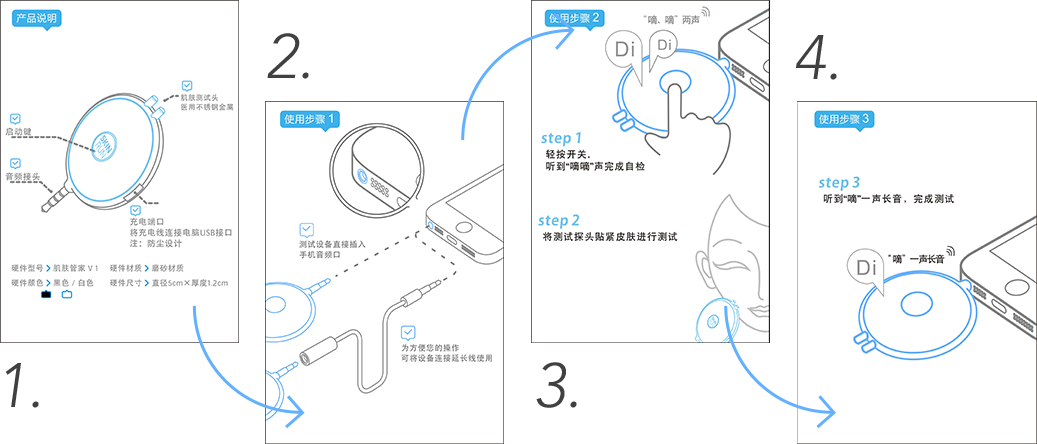 1.
产品说明
肌肤测试头
医用不锈钢金属
启动键
SKIN
RUN
音频接头
充电端口
将充电线连接电脑USB接口
注：防尘设计
硬件型号 > 肌肤管家 V 1 硬件材质 > 磨砂材质
硬件颜色 > 黑色 / 白色 硬件尺寸 > 直径5cm×厚度1.2cm
2.
使用步骤 1
测试设备直接插入
手机音频口
为方便您的操作
可将设备连接延长线使用
3.
使用步骤 2
“嘀、嘀”两声
Di
Di
step 1
轻按开关,
听到“嘀嘀”声完成自检
step 2
将测试探头贴紧皮肤进行测试
4.
使用步骤 3
step 3
听到“嘀”一声长音，完成测试
“嘀”一声长音
Di